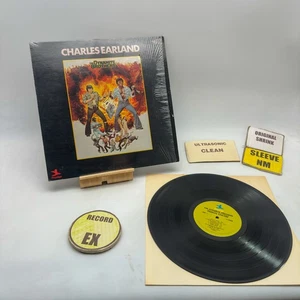 CHARLES EARLAND
ULTRASONIC
CLEAN
ORIGINAL
SHRINK
SLEEVE
NM
RECORD
EX